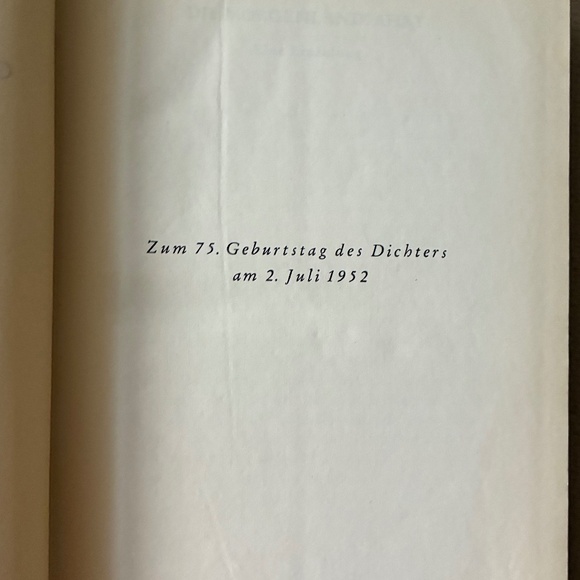 Zum 75. Geburtstag des Dichters
am 2. Juli 1952